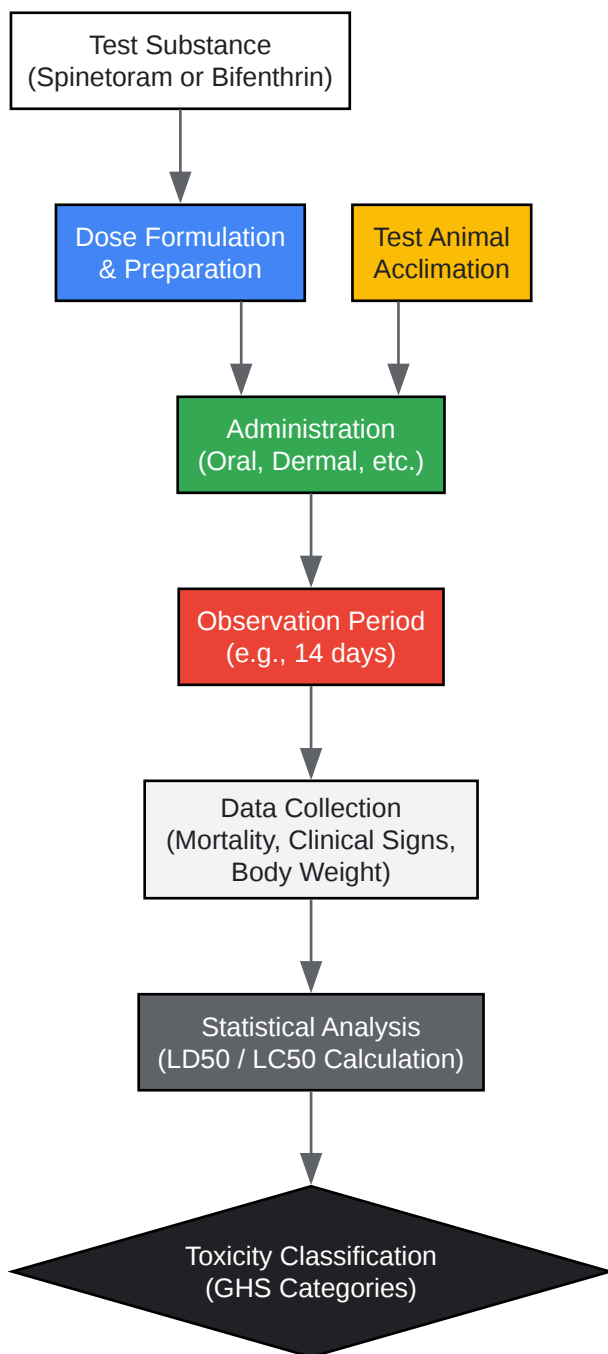 Test Substance
(Spinetoram or Bifenthrin)
Dose Formulation
& Preparation
Test Animal
Acclimation
Administration
(Oral, Dermal, etc.)
Observation Period
(e.g., 14 days)
Data Collection
(Mortality, Clinical Signs,
Body Weight)
Statistical Analysis
(LD50 / LC50 Calculation)
Toxicity Classification
(GHS Categories)